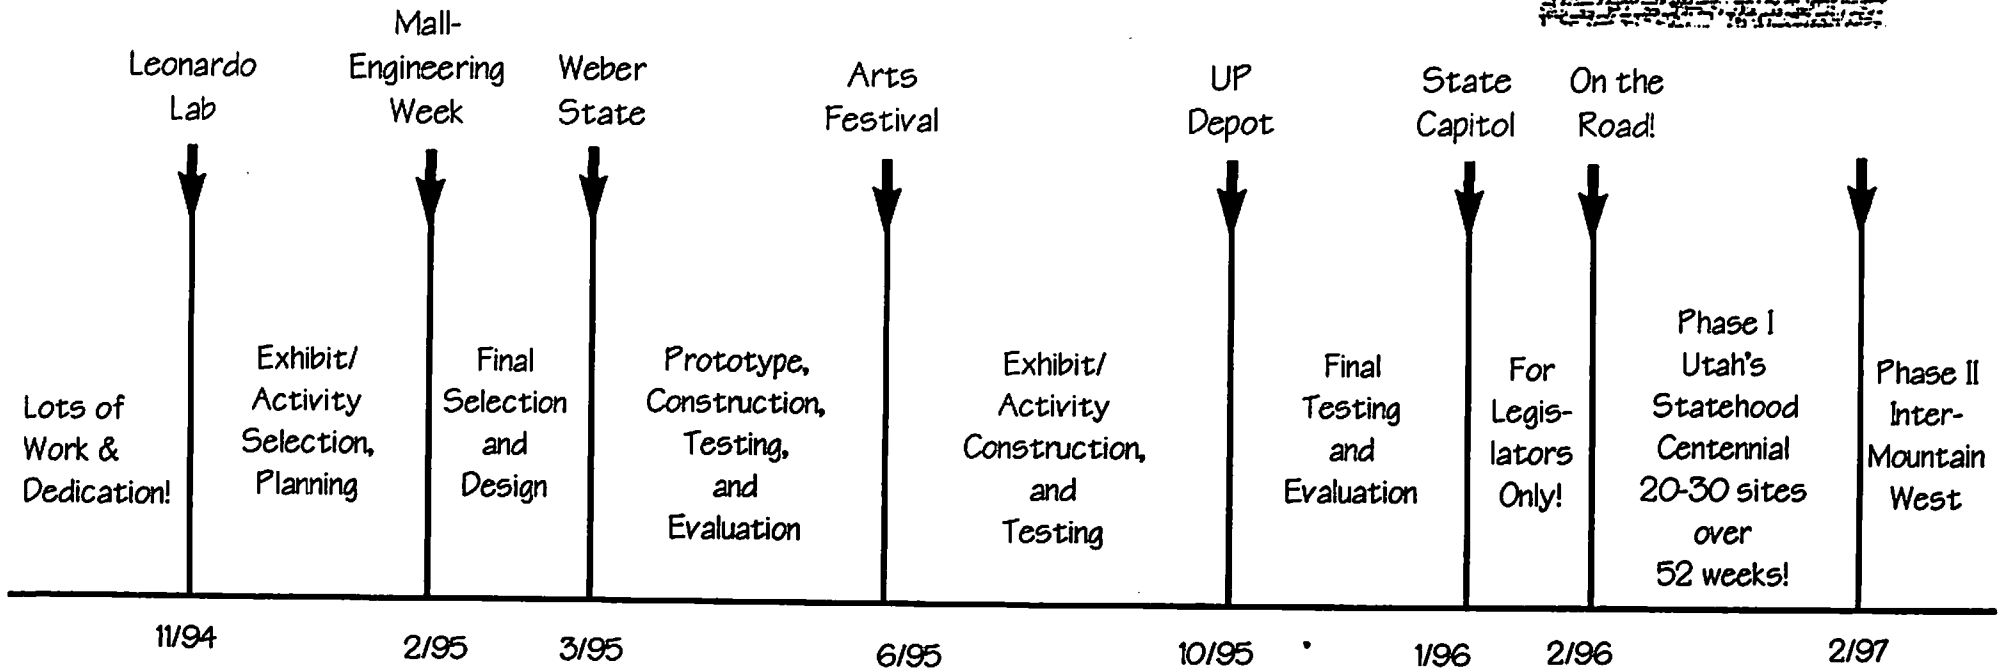 Leonardo
Lab
Mall-
Engineering
Week
Weber
State
Arts
Festival
UP
Depot
State
Capitol
On the
Road!
Lots of
Work &
Dedication!
Exhibit/
Activity
Selection,
Planning
Final
Selection
and
Design
Prototype,
Construction,
Testing,
and
Evaluation
Exhibit/
Activity
Construction,
and
Testing
Final
Testing
and
Evaluation
For
Legis-
lators
Only!
Phase I
Utah's
Statehood
Centennial
20-30 sites
over
52 weeks!
Phase II
Inter-
Mountain
West
11/94
2/95
3/95
6/95
10/95
1/96
2/96
2/97